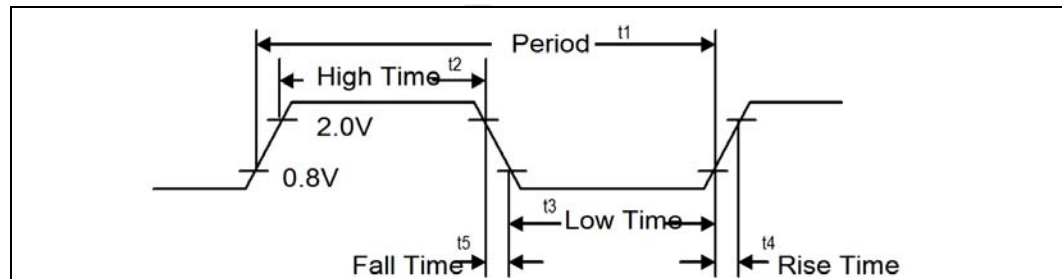 Period t1
High Time t2
2.0V
0.8V
t3 Low Time
Fall Time t5
t4 Rise Time